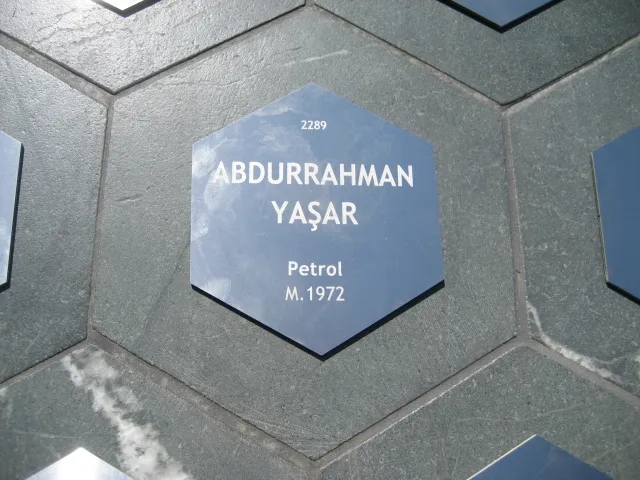 2289
ABDURRAHMAN
YAŞAR
Petrol
M.1972